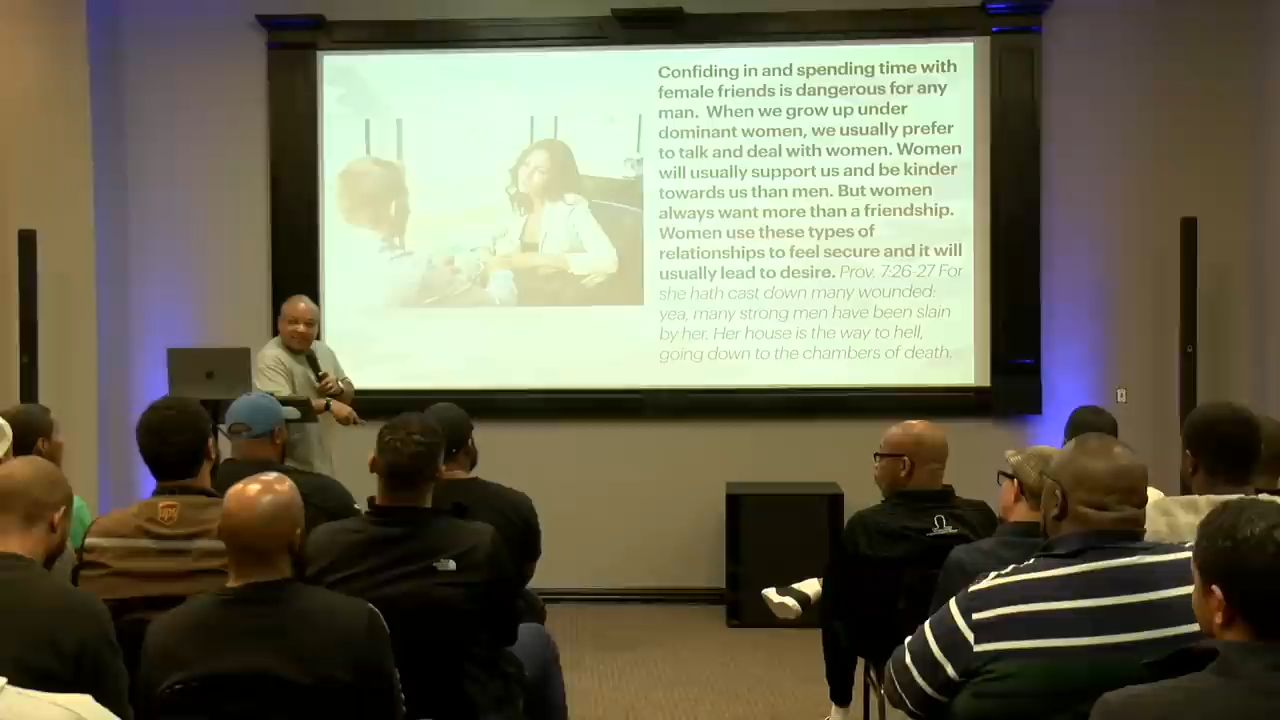 Confiding in and spending time with
female friends is dangerous for any
man. When we grow up under
dominant women, we usually prefer
to talk and deal with women. Women
will usually support us and be kinder
towards us than men. But women
always want more than a friendship.
Women use these types of
relationships to feel secure and it will
usually lead to desire. Prov. 7:26-27 For
she hath cast down many wounded:
yea, many strong men have been slain
by her. Her house is the way to hell,
going down to the chambers of death.
ups